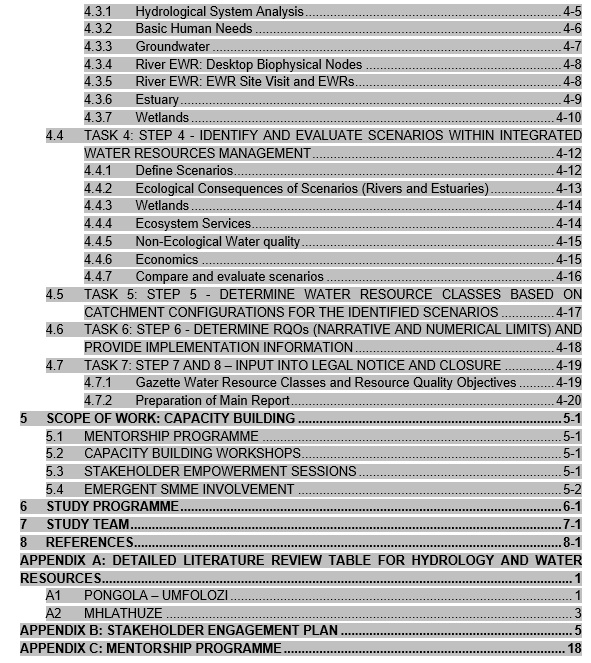 4.3.1 Hydrological System Analysis 4-5
4.3.2 Basic Human Needs 4-6
4.3.3 Groundwater 4-7
4.3.4 River EWR: Desktop Biophysical Nodes 4-8
4.3.5 River EWR: EWR Site Visit and EWRs 4-8
4.3.6 Estuary 4-9
4.3.7 Wetlands 4-10
4.4 TASK 4: STEP 4 - IDENTIFY AND EVALUATE SCENARIOS WITHIN INTEGRATED
WATER RESOURCES MANAGEMENT 4-12
4.4.1 Define Scenarios 4-12
4.4.2 Ecological Consequences of Scenarios (Rivers and Estuaries) 4-13
4.4.3 Wetlands 4-14
4.4.4 Ecosystem Services 4-14
4.4.5 Non-Ecological Water quality 4-15
4.4.6 Economics 4-15
4.4.7 Compare and evaluate scenarios 4-16
4.5 TASK 5: STEP 5 - DETERMINE WATER RESOURCE CLASSES BASED ON
CATCHMENT CONFIGURATIONS FOR THE IDENTIFIED SCENARIOS 4-17
4.6 TASK 6: STEP 6 - DETERMINE RQOs (NARRATIVE AND NUMERICAL LIMITS) AND
PROVIDE IMPLEMENTATION INFORMATION 4-18
4.7 TASK 7: STEP 7 AND 8 – INPUT INTO LEGAL NOTICE AND CLOSURE 4-19
4.7.1 Gazette Water Resource Classes and Resource Quality Objectives 4-19
4.7.2 Preparation of Main Report 4-20
5 SCOPE OF WORK: CAPACITY BUILDING 5-1
5.1 MENTORSHIP PROGRAMME 5-1
5.2 CAPACITY BUILDING WORKSHOPS 5-1
5.3 STAKEHOLDER EMPOWERMENT SESSIONS 5-1
5.4 EMERGENT SMME INVOLVEMENT 5-2
6 STUDY PROGRAMME 6-1
7 STUDY TEAM 7-1
8 REFERENCES 8-1
APPENDIX A: DETAILED LITERATURE REVIEW TABLE FOR HYDROLOGY AND WATER
RESOURCES 1
A1 PONGOLA – UMFOLOZI 1
A2 MHLATHUZE 3
APPENDIX B: STAKEHOLDER ENGAGEMENT PLAN 5
APPENDIX C: MENTORSHIP PROGRAMME 18